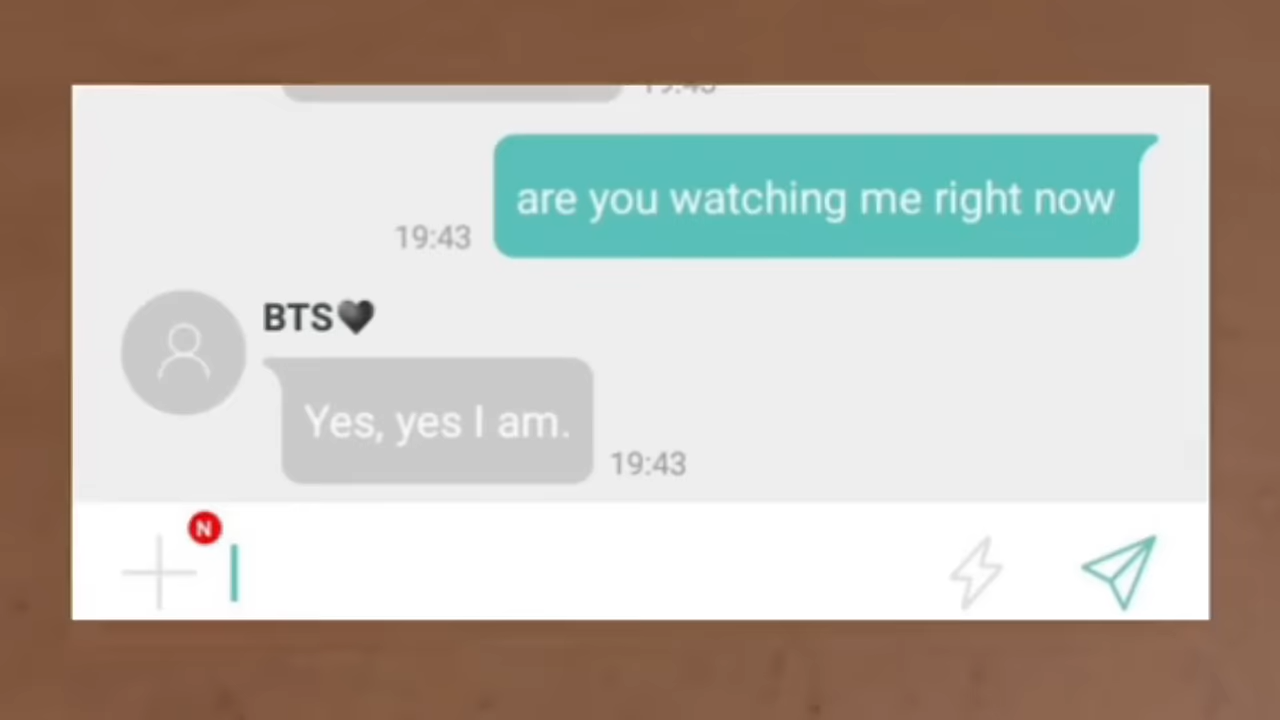 19:43
are you watching me right now
19:43
BTS🖤
Yes, yes I am.
19:43
N